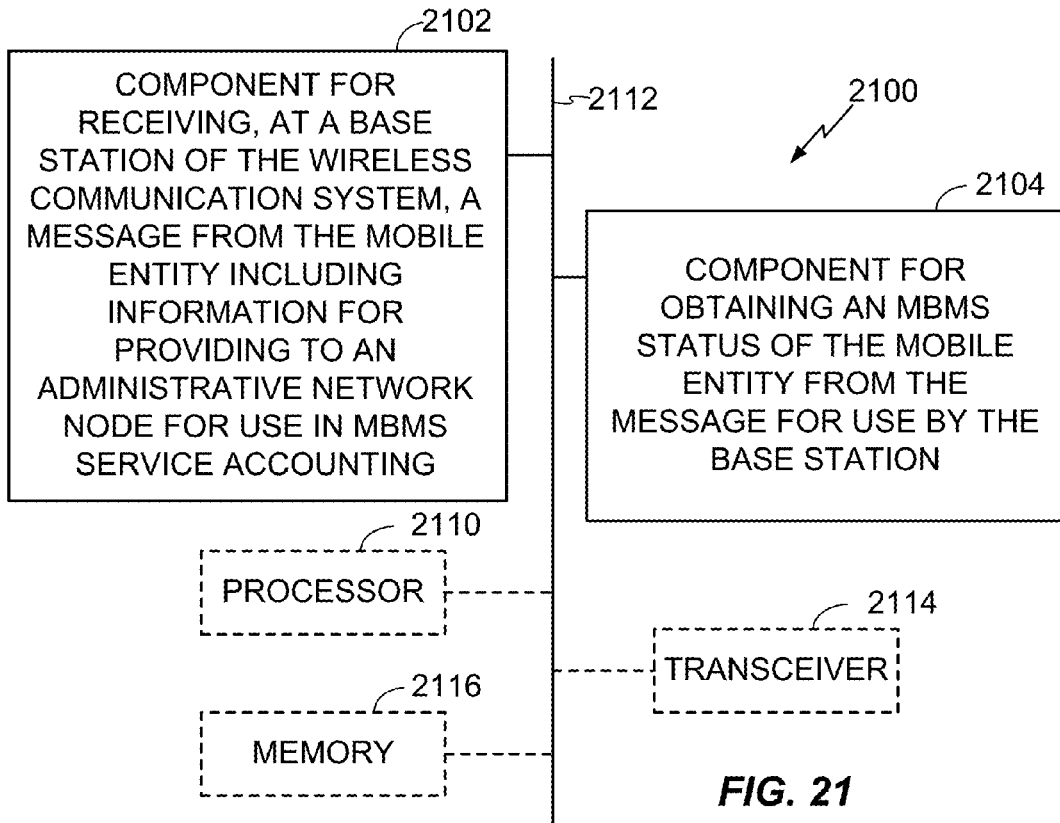 2102
COMPONENT FOR
RECEIVING, AT A BASE
STATION OF THE WIRELESS
COMMUNICATION SYSTEM, A
MESSAGE FROM THE MOBILE
ENTITY INCLUDING
INFORMATION FOR
PROVIDING TO AN
ADMINISTRATIVE NETWORK
NODE FOR USE IN MBMS
SERVICE ACCOUNTING
2112
2100
2104
COMPONENT FOR
OBTAINING AN MBMS
STATUS OF THE MOBILE
ENTITY FROM THE
MESSAGE FOR USE BY THE
BASE STATION
2110
PROCESSOR
2114
TRANSCEIVER
2116
MEMORY
FIG. 21